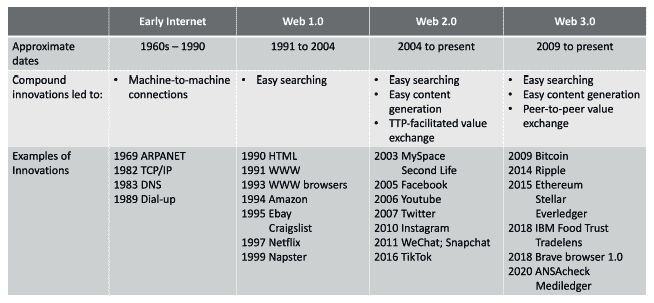 Early Internet Web 1.0 Web 2.0 Web 3.0
Approximate dates 1960s – 1990 1991 to 2004 2004 to present 2009 to present
Compound innovations led to:
• Machine-to-machine connections
• Easy searching
• Easy searching
• Easy content generation
• TTP-facilitated value exchange
• Easy searching
• Easy content generation
• Peer-to-peer value exchange
Examples of Innovations
1969 ARPANET
1982 TCP/IP
1983 DNS
1989 Dial-up
1990 HTML
1991 WWW
1993 WWW browsers
1994 Amazon
1995 Ebay
Craigslist
1997 Netflix
1999 Napster
2003 MySpace
Second Life
2005 Facebook
2006 Youtube
2007 Twitter
2010 Instagram
2011 WeChat; Snapchat
2016 TikTok
2009 Bitcoin
2014 Ripple
2015 Ethereum
Stellar
Everledger
2018 IBM Food Trust
Tradelens
2018 Brave browser 1.0
2020 ANSAcheck
Mediledger